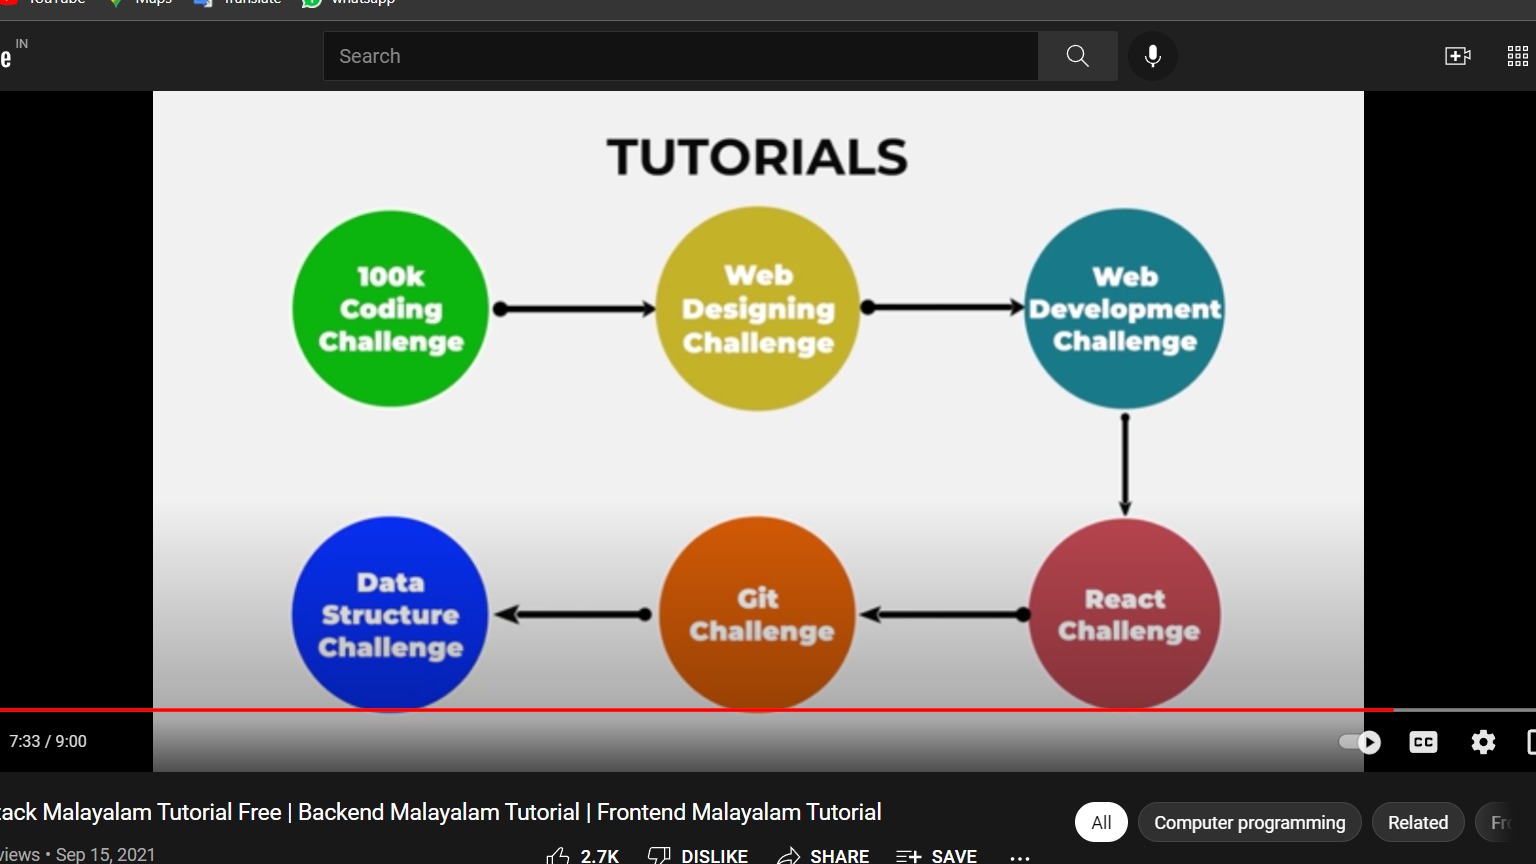 YouTube Maps Translate whatsapp
e IN
Search
TUTORIALS
100k
Coding
Challenge
Web
Designing
Challenge
Web
Development
Challenge
Data
Structure
Challenge
Git
Challenge
React
Challenge
7:33 / 9:00
CC
tack Malayalam Tutorial Free | Backend Malayalam Tutorial | Frontend Malayalam Tutorial
All Computer programming Related Fro
views • Sep 15, 2021
2.7K DISLIKE SHARE SAVE ...